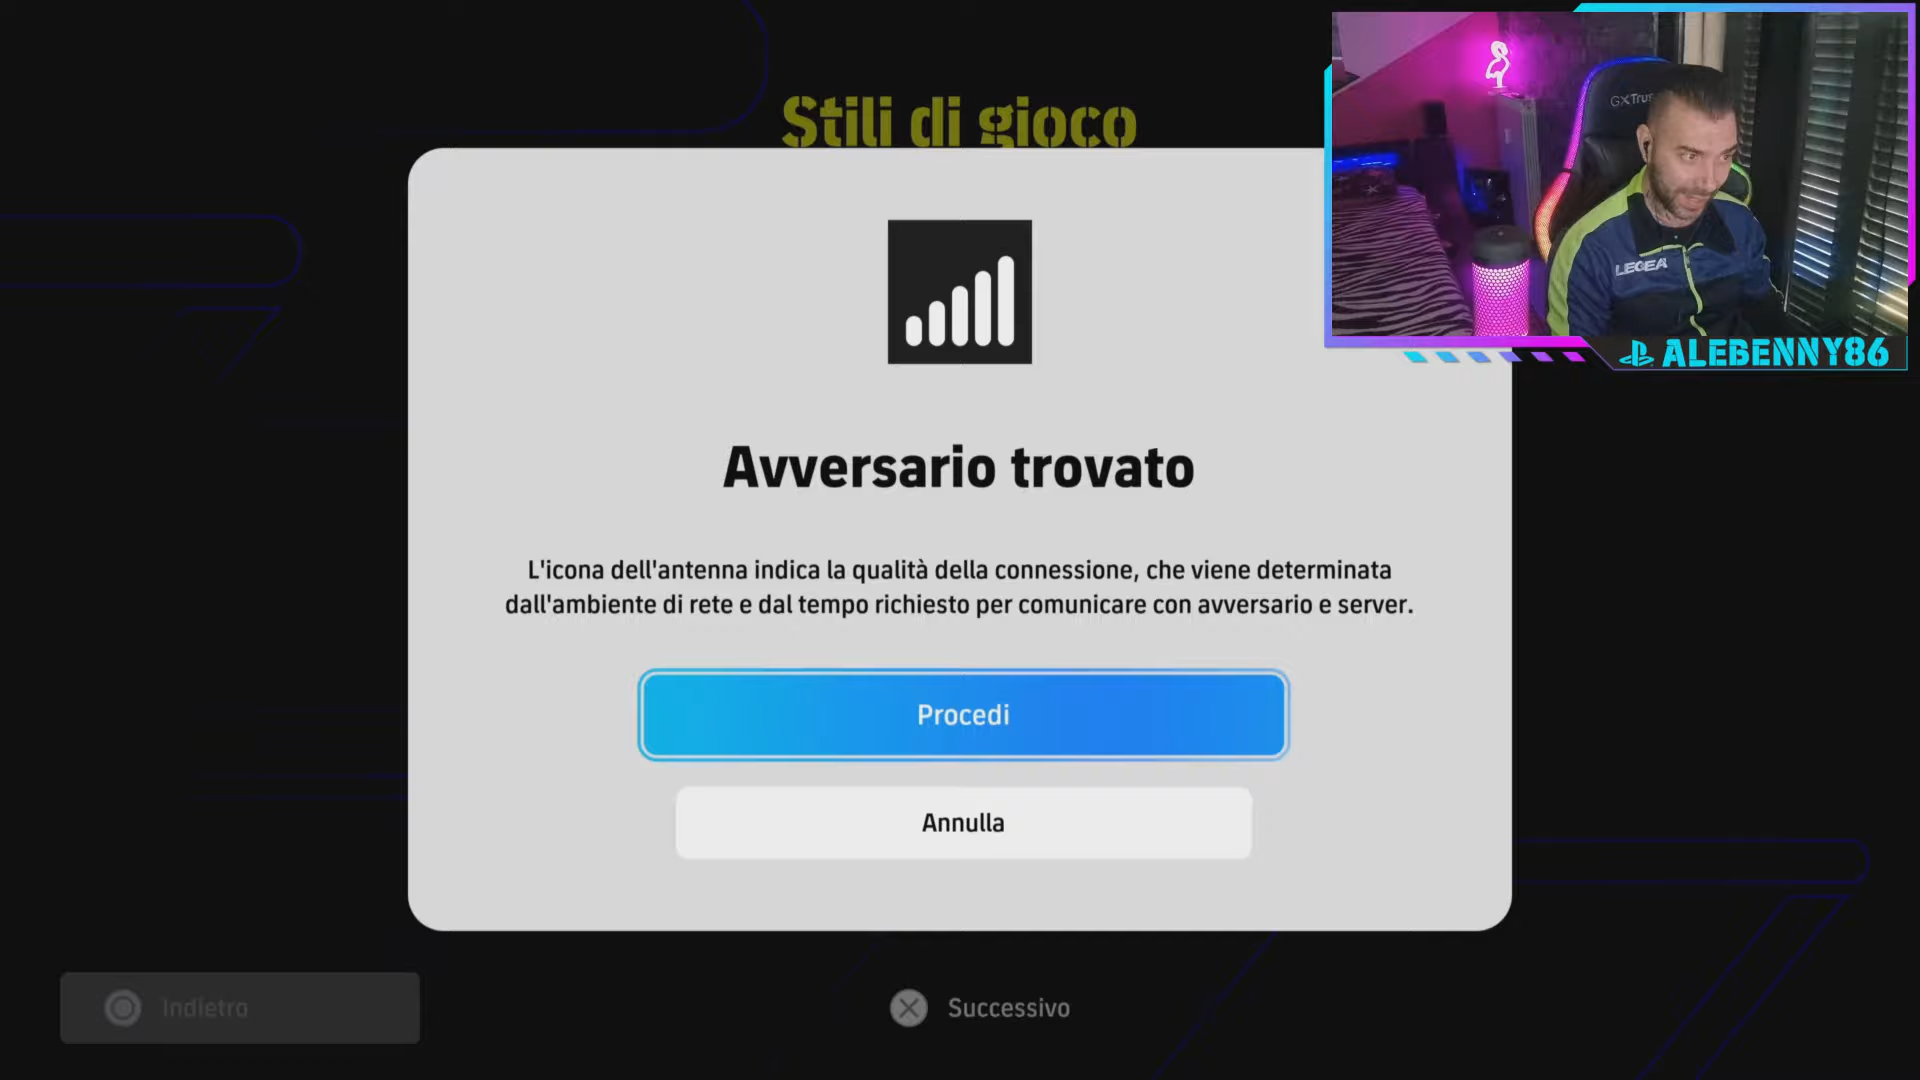 Stili di gioco
GXTrus
LEGEA
ALEBENNY86
Avversario trovato
L'icona dell'antenna indica la qualità della connessione, che viene determinata
dall'ambiente di rete e dal tempo richiesto per comunicare con avversario e server.
Procedi
Annulla
Indietro
Successivo